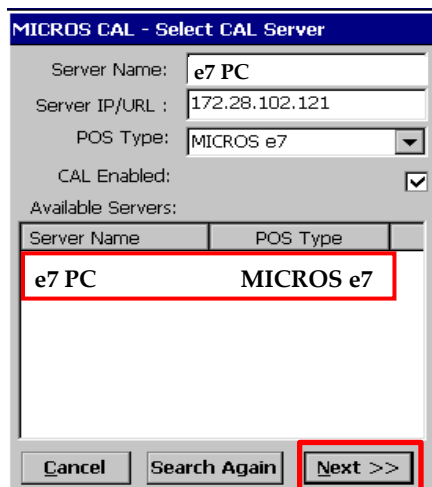 MICROS CAL - Select CAL Server
Server Name: e7 PC
Server IP/URL : 172.28.102.121
POS Type: MICROS e7
CAL Enabled:
Available Servers:
Server Name POS Type
e7 PC MICROS e7
Cancel Search Again Next >>